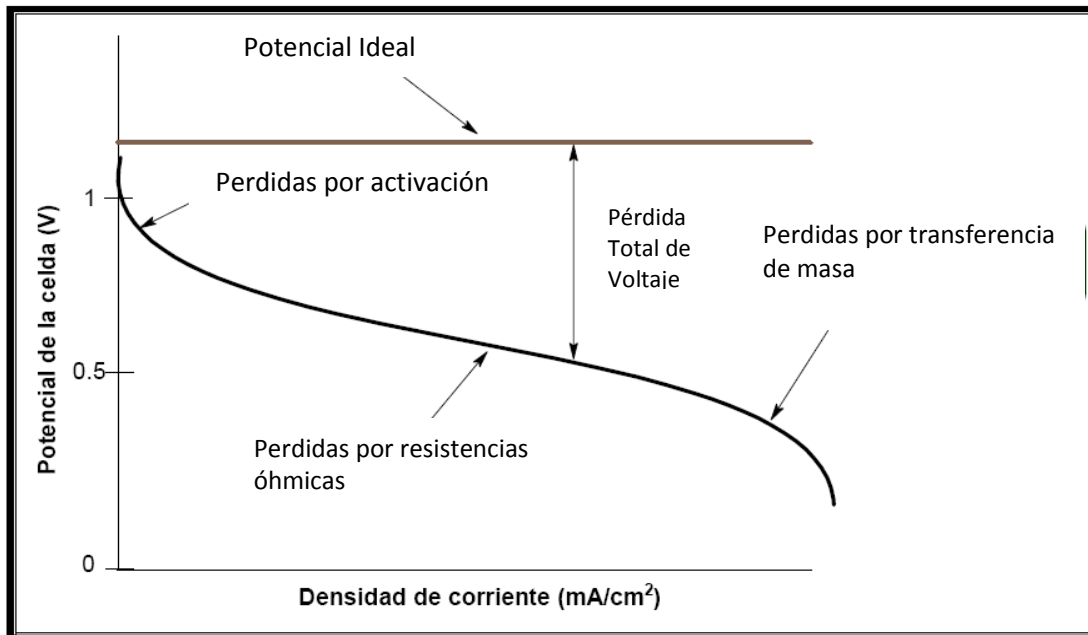 Potencial Ideal
Perdidas por activación
1
Pérdida
Total de
Voltaje
Perdidas por transferencia
de masa
Potencial de la celda (V)
0.5
Perdidas por resistencias
óhmicas
0
Densidad de corriente (mA/cm²)